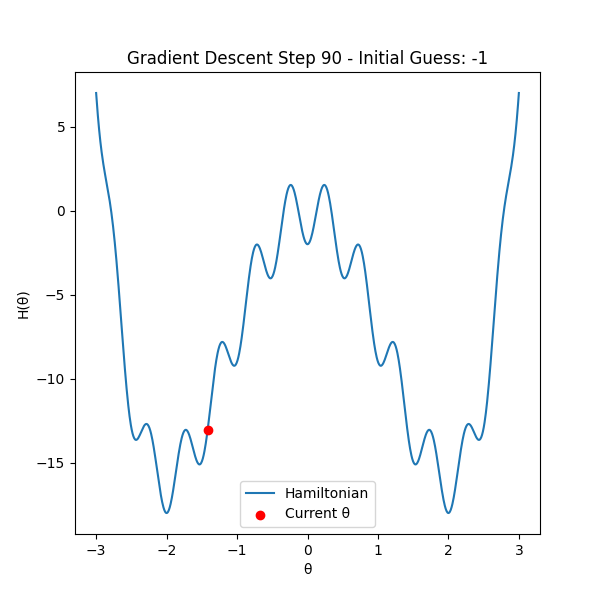 Gradient Descent Step 90 - Initial Guess: -1
H(θ)
5
0
−5
−10
−15
−3
−2
−1
0
1
2
3
θ
Hamiltonian
Current θ